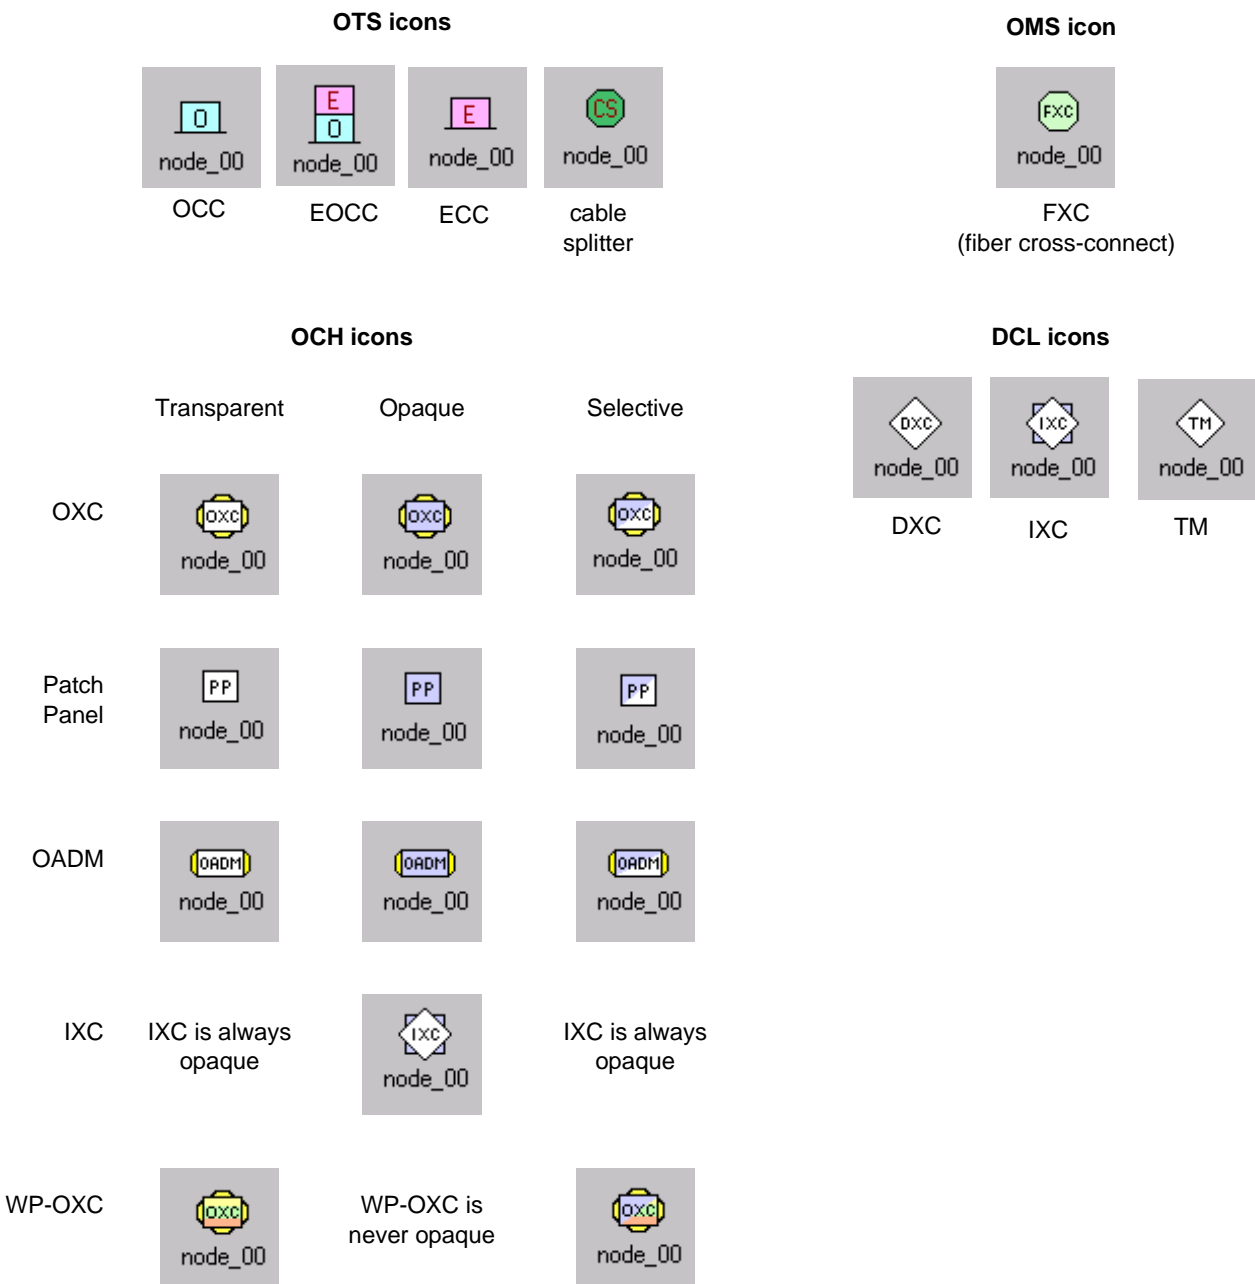 OTS icons
OMS icon
O
E
O
E
CS
FXC
node_00
node_00
node_00
node_00
node_00
OCC
EOCC
ECC
cable
splitter
FXC
(fiber cross-connect)
OCH icons
DCL icons
Transparent
Opaque
Selective
DXC
IXC
TM
node_00
node_00
node_00
DXC
IXC
TM
OXC
OXC
OXC
OXC
node_00
node_00
node_00
Patch
Panel
PP
PP
PP
node_00
node_00
node_00
OADM
OADM
OADM
OADM
node_00
node_00
node_00
IXC
IXC is always
opaque
IXC
node_00
IXC is always
opaque
WP-OXC
OXC
node_00
WP-OXC is
never opaque
OXC
node_00